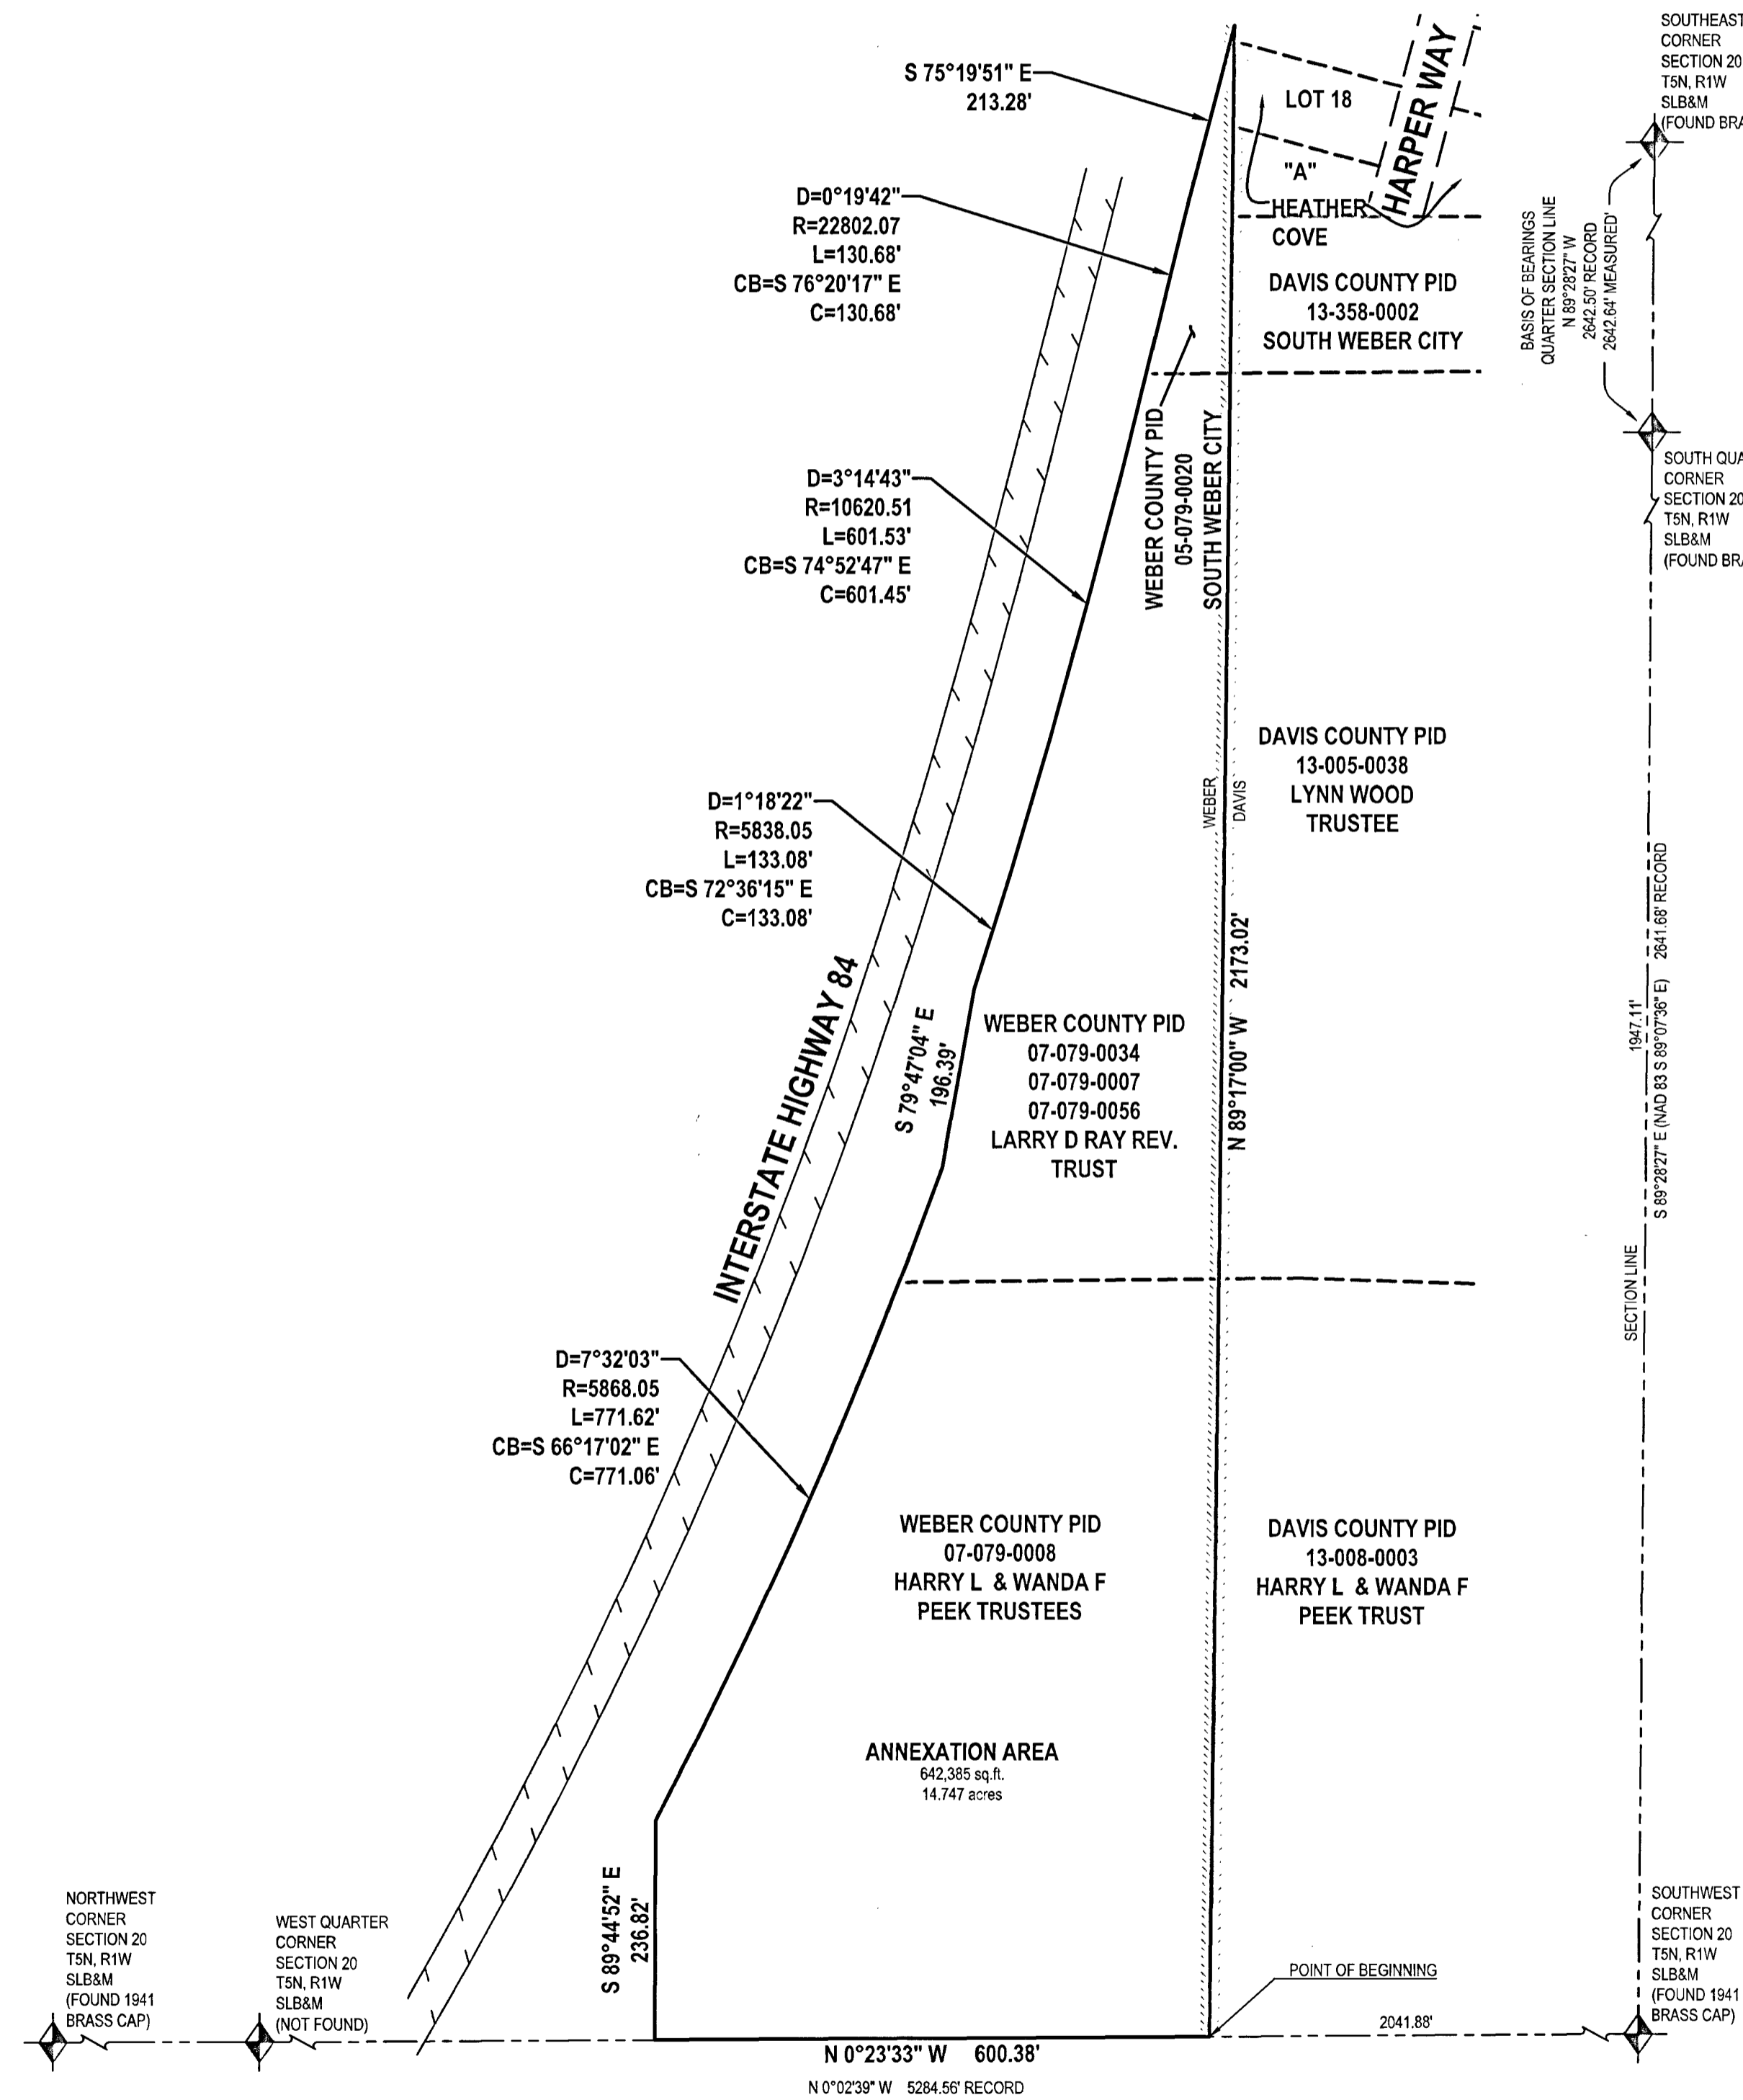 SOUTHEAST
CORNER
SECTION 20
T5N, R1W
SLB&M
(FOUND BRA
S 75°19'51" E
213.28'
LOT 18
"A"
HARPER WAY
HEATHER
COVE
D=0°19'42"
R=22802.07
L=130.68'
CB=S 76°20'17" E
C=130.68'
DAVIS COUNTY PID
13-358-0002
SOUTH WEBER CITY
BASIS OF BEARINGS
QUARTER SECTION LINE
N 89°28'27" W
2642.50' RECORD
2642.64' MEASURED'
WEBER COUNTY PID
05-079-0020
SOUTH WEBER CITY
SOUTH QUA
CORNER
SECTION 20
T5N, R1W
SLB&M
(FOUND BRA
D=3°14'43"
R=10620.51
L=601.53'
CB=S 74°52'47" E
C=601.45'
DAVIS COUNTY PID
13-005-0038
LYNN WOOD
TRUSTEE
WEBER
DAVIS
D=1°18'22"
R=5838.05
L=133.08'
CB=S 72°36'15" E
C=133.08'
INTERSTATE HIGHWAY 84
S 79°47'04" E
196.39'
WEBER COUNTY PID
07-079-0034
07-079-0007
07-079-0056
LARRY D RAY REV.
TRUST
N 89°17'00" W 2173.02'
1947.11'
S 89°28'27" E (NAD 83 S 89°07'36" E) 2641.68' RECORD
SECTION LINE
D=7°32'03"
R=5868.05
L=771.62'
CB=S 66°17'02" E
C=771.06'
WEBER COUNTY PID
07-079-0008
HARRY L & WANDA F
PEEK TRUSTEES
DAVIS COUNTY PID
13-008-0003
HARRY L & WANDA F
PEEK TRUST
ANNEXATION AREA
642,385 sq.ft.
14.747 acres
S 89°44'52" E
236.82'
NORTHWEST
CORNER
SECTION 20
T5N, R1W
SLB&M
(FOUND 1941
BRASS CAP)
WEST QUARTER
CORNER
SECTION 20
T5N, R1W
SLB&M
(NOT FOUND)
POINT OF BEGINNING
2041.88'
SOUTHWEST
CORNER
SECTION 20
T5N, R1W
SLB&M
(FOUND 1941
BRASS CAP)
N 0°23'33" W 600.38'
N 0°02'39" W 5284.56' RECORD